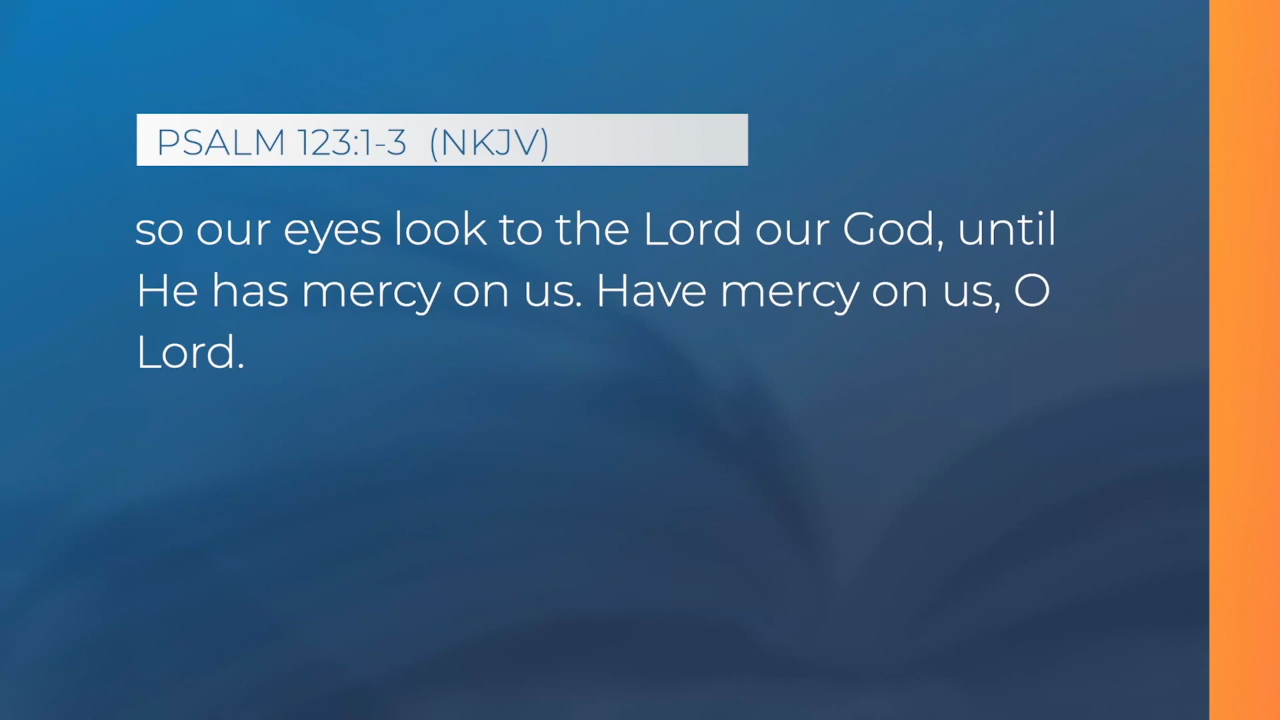 PSALM 123:1-3 (NKJV)
so our eyes look to the Lord our God, until
He has mercy on us. Have mercy on us, O
Lord.